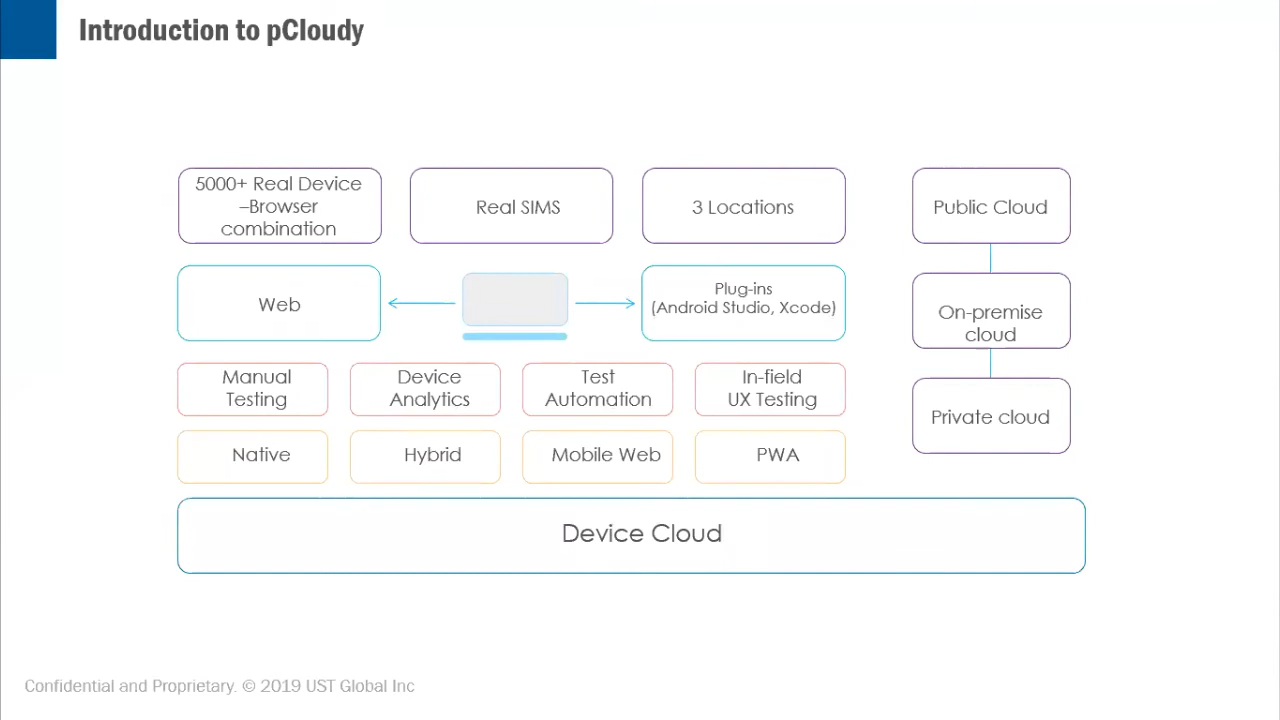 Introduction to pCloudy
5000+ Real Device
–Browser
combination
Real SIMS
3 Locations
Public Cloud
Web
Plug-ins
(Android Studio, Xcode)
On-premise
cloud
Manual
Testing
Device
Analytics
Test
Automation
In-field
UX Testing
Private cloud
Native
Hybrid
Mobile Web
PWA
Device Cloud
Confidential and Proprietary. © 2019 UST Global Inc